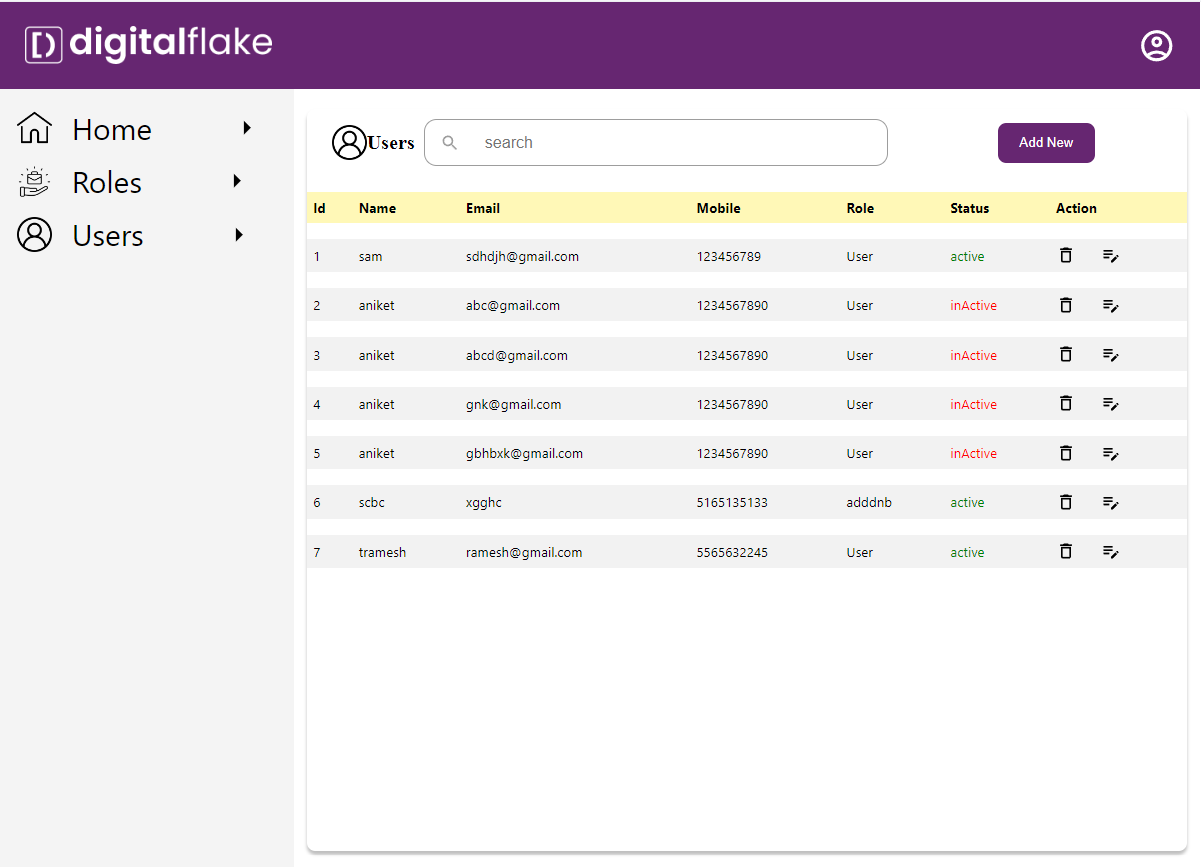 digitalflake
Home
Roles
Users
Users
search
Add New
Id Name Email Mobile Role Status Action
1 sam sdhdjh@gmail.com 123456789 User active
2 aniket abc@gmail.com 1234567890 User inActive
3 aniket abcd@gmail.com 1234567890 User inActive
4 aniket gnk@gmail.com 1234567890 User inActive
5 aniket gbhbxk@gmail.com 1234567890 User inActive
6 scbc xgghc 5165135133 adddnb active
7 tramesh ramesh@gmail.com 5565632245 User active